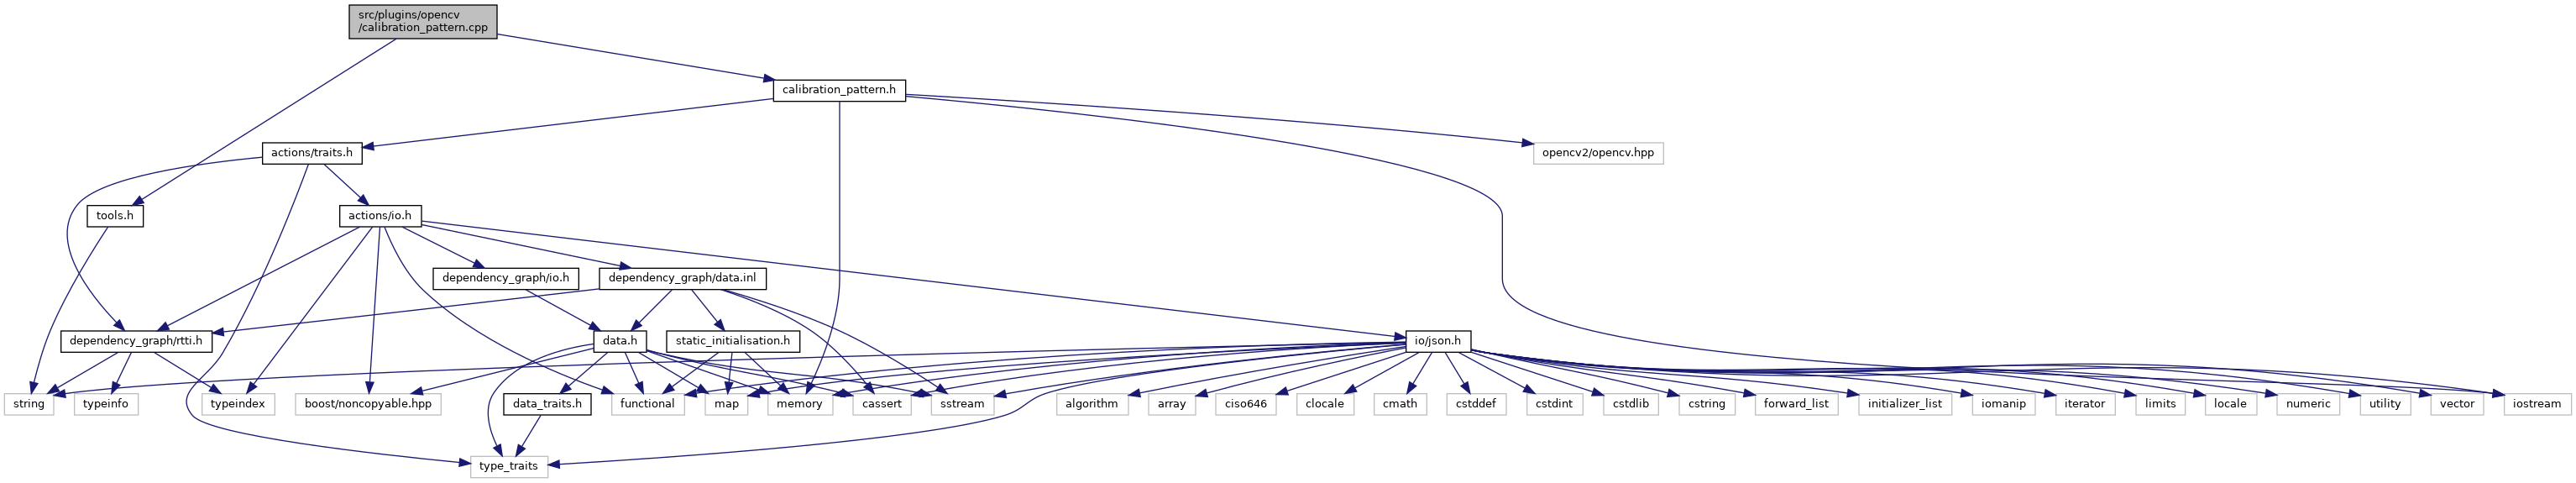 src/plugins/opencv
/calibration_pattern.cpp
calibration_pattern.h
actions/traits.h
opencv2/opencv.hpp
tools.h
actions/io.h
dependency_graph/io.h
dependency_graph/data.inl
dependency_graph/rtti.h
data.h
static_initialisation.h
io/json.h
string
typeinfo
typeindex
boost/noncopyable.hpp
data_traits.h
functional
map
memory
cassert
sstream
algorithm
array
ciso646
clocale
cmath
cstddef
cstdint
cstdlib
cstring
forward_list
initializer_list
iomanip
iterator
limits
locale
numeric
utility
vector
iostream
type_traits